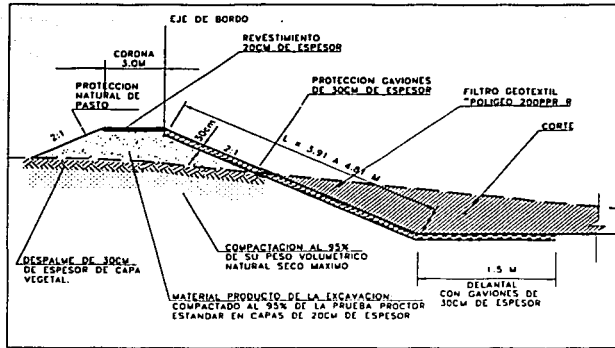 EJE DE BORDO
CORONA
3.0M
REVESTIMIENTO
20CM DE ESPESOR
PROTECCION
NATURAL DE
PASTO
PROTECCION GAVIONES
DE 30CM DE ESPESOR
FILTRO GEOTEXTIL
"POLIGEO 200PPR R
CORTE
2:1
30cm
2:1
L = 3.91 A 4.81 M
DESPALME DE 30CM
DE ESPESOR DE CAPA
VEGETAL.
COMPACTACION AL 95%
DE SU PESO VOLUMETRICO
NATURAL SECO MAXIMO
MATERIAL PRODUCTO DE LA EXCAVACION
COMPACTADO AL 95% DE LA PRUEBA PROCTOR
ESTANDAR EN CAPAS DE 20CM DE ESPESOR
1.5 M
DELANTAL
CON GAVIONES DE
30CM DE ESPESOR